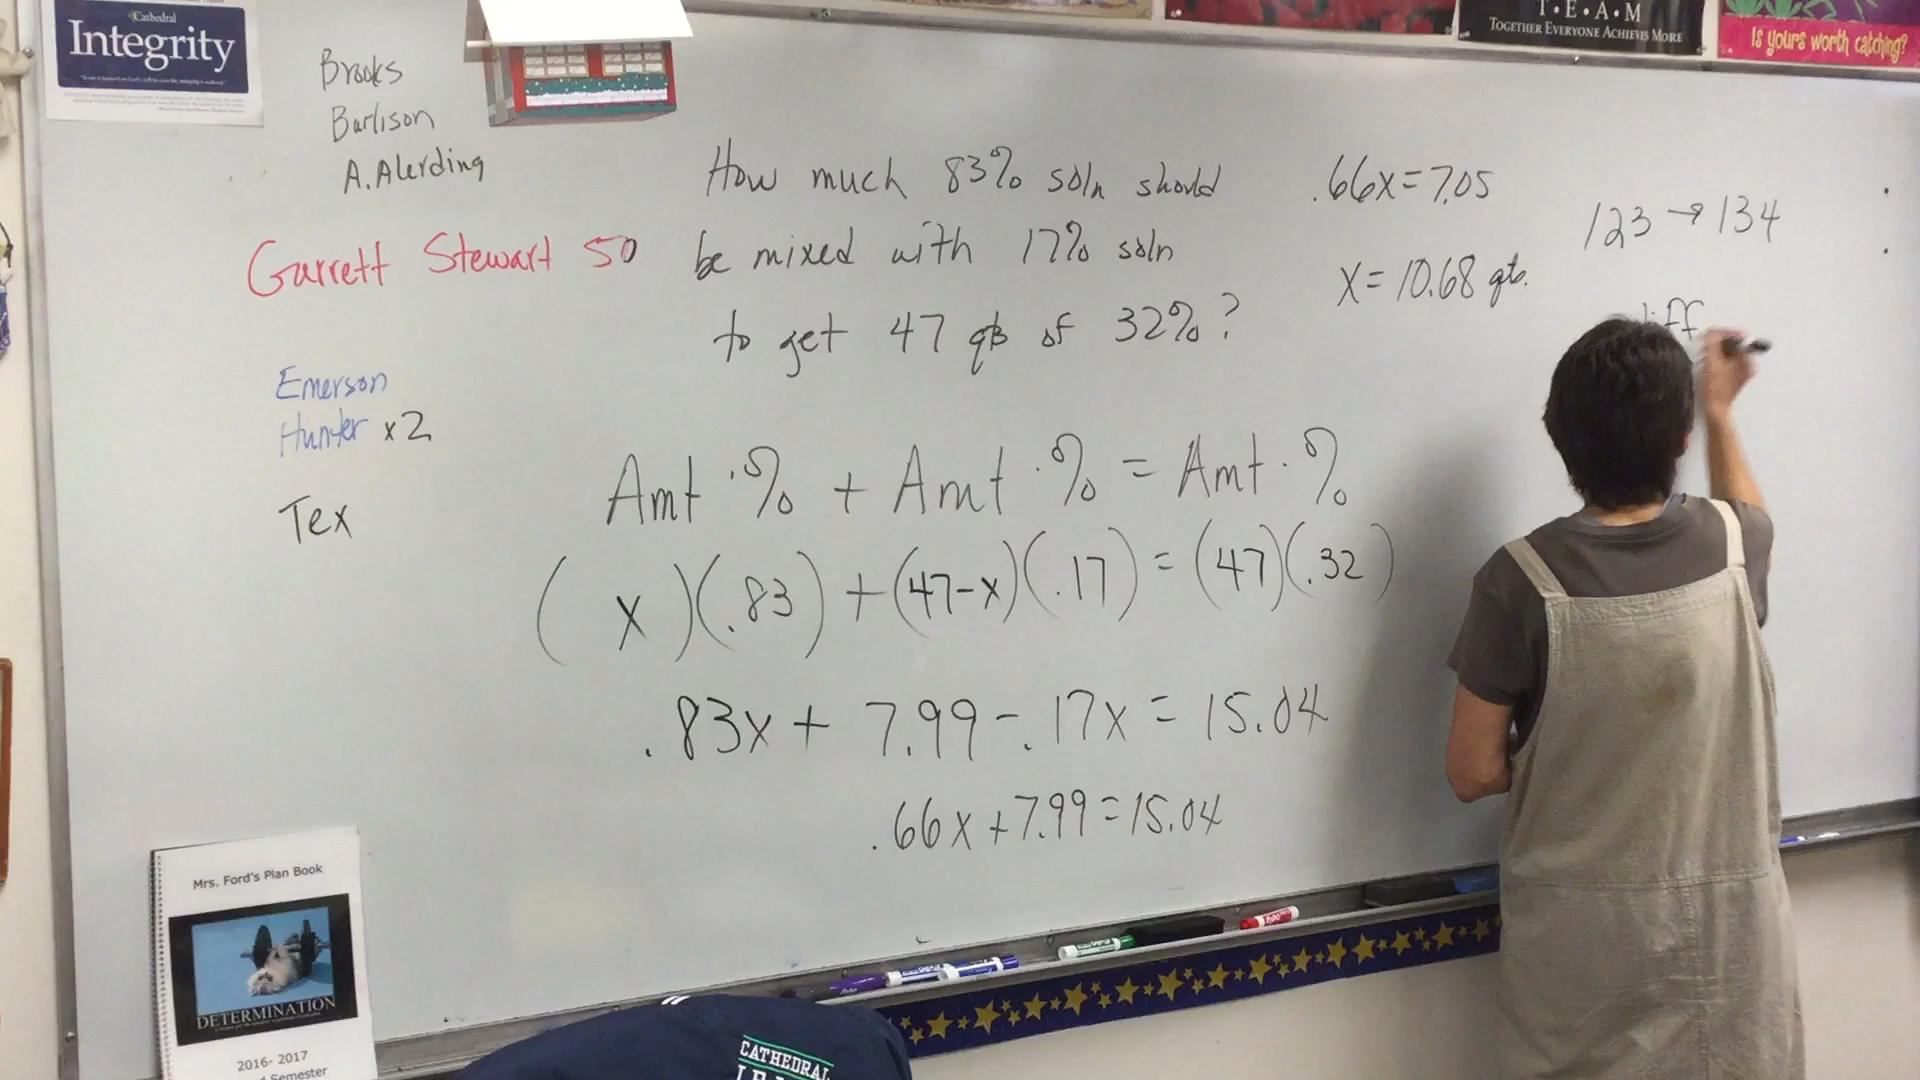 Cathedral
Integrity
T.E.A.M
TOGETHER EVERYONE ACHIEVES MORE
Is yours worth catching?
Brooks
Burlison
A. Alerding
Garrett Stewart 50
Emerson
Hunter x2
Tex
How much 83% soln should
be mixed with 17% soln
to get 47 qts of 32%?
Amt · % + Amt · % = Amt · %
( x )(.83) + (47-x)(.17) = (47)(.32)
.83x + 7.99 - .17x = 15.04
.66x + 7.99 = 15.04
.66x = 7.05
x = 10.68 qts.
123 → 134
diff
Mrs. Ford's Plan Book
DETERMINATION
2016- 2017
Semester
CATHEDRAL